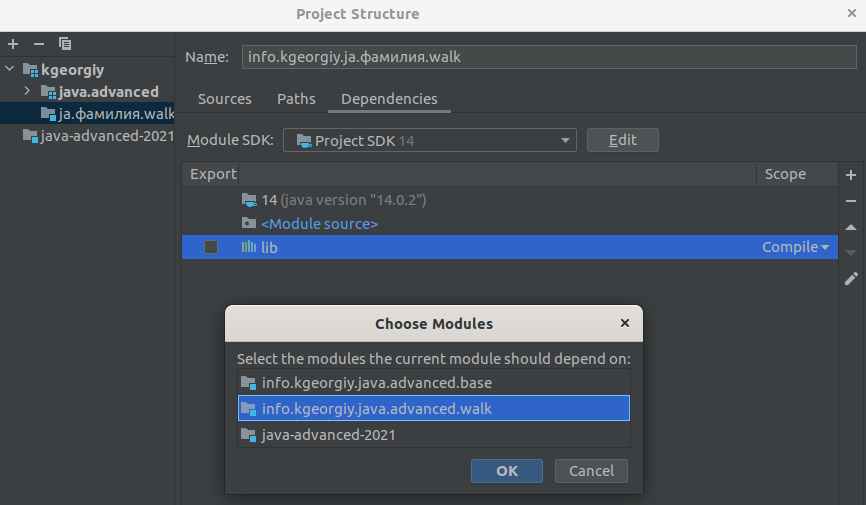 Project Structure
kgeorgiy
java.advanced
ja.фамилия.walk
java-advanced-2021
Name: info.kgeorgiy.ja.фамилия.walk
Sources Paths Dependencies
Module SDK: Project SDK 14 Edit
Export Scope
14 (java version "14.0.2")
<Module source>
lib Compile
Choose Modules
Select the modules the current module should depend on:
info.kgeorgiy.java.advanced.base
info.kgeorgiy.java.advanced.walk
java-advanced-2021
OK Cancel